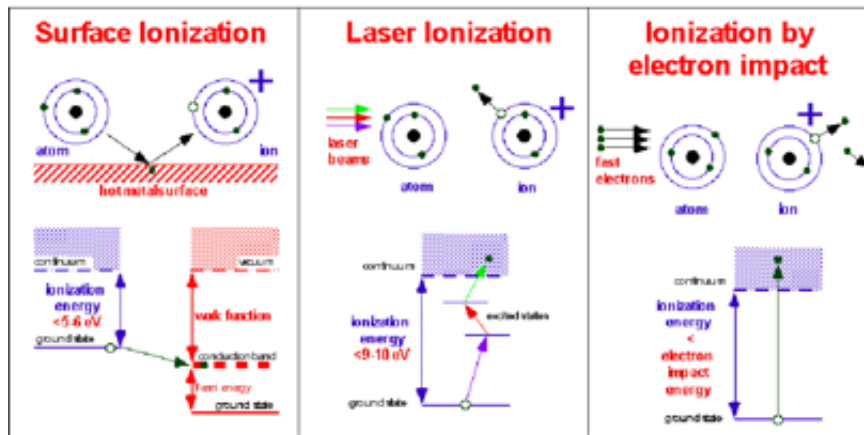 Surface Ionization
atom
ion
+
hot metal surface
continuum
vacuum
ionization
energy
<5-6 eV
work function
ground state
conduction band
Fermi energy
ground state
Laser Ionization
+
laser
beams
atom
ion
continuum
ionization
energy
<9-10 eV
excited states
ground state
Ionization by
electron impact
+
fast
electrons
atom
ion
continuum
ionization
energy
<
electron
impact
energy
ground state